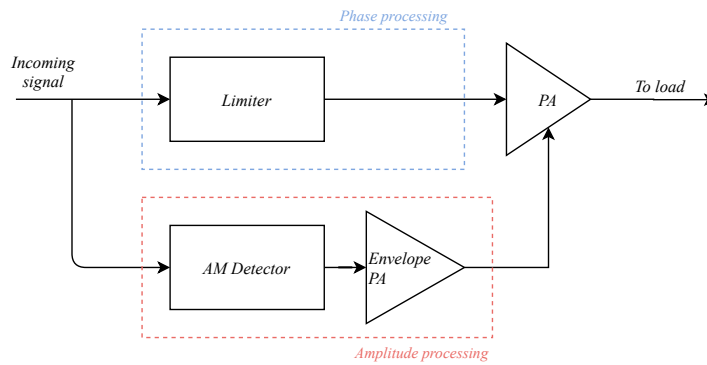 Phase processing
Incoming
signal
Limiter
PA
To load
AM Detector
Envelope
PA
Amplitude processing